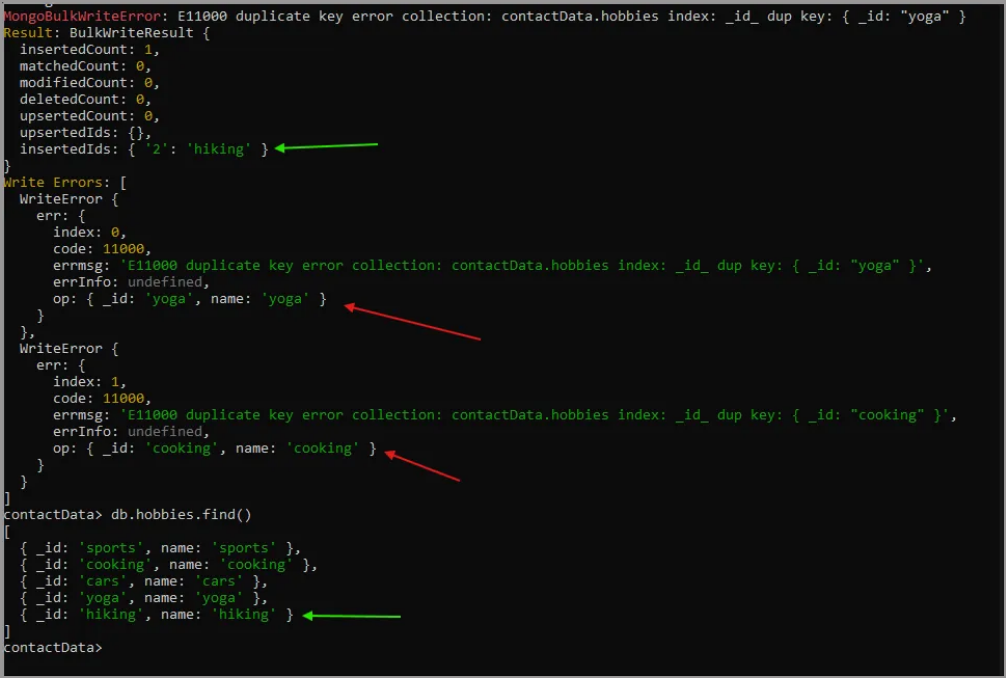 MongoBulkWriteError: E11000 duplicate key error collection: contactData.hobbies index: _id_ dup key: { _id: "yoga" }
Result: BulkWriteResult {
  insertedCount: 1,
  matchedCount: 0,
  modifiedCount: 0,
  deletedCount: 0,
  upsertedCount: 0,
  upsertedIds: {},
  insertedIds: { '2': 'hiking' }
}
Write Errors: [
  WriteError {
    err: {
      index: 0,
      code: 11000,
      errmsg: 'E11000 duplicate key error collection: contactData.hobbies index: _id_ dup key: { _id: "yoga" }',
      errInfo: undefined,
      op: { _id: 'yoga', name: 'yoga' }
    }
  },
  WriteError {
    err: {
      index: 1,
      code: 11000,
      errmsg: 'E11000 duplicate key error collection: contactData.hobbies index: _id_ dup key: { _id: "cooking" }',
      errInfo: undefined,
      op: { _id: 'cooking', name: 'cooking' }
    }
  }
]
contactData> db.hobbies.find()
[
  { _id: 'sports', name: 'sports' },
  { _id: 'cooking', name: 'cooking' },
  { _id: 'cars', name: 'cars' },
  { _id: 'yoga', name: 'yoga' },
  { _id: 'hiking', name: 'hiking' }
]
contactData>